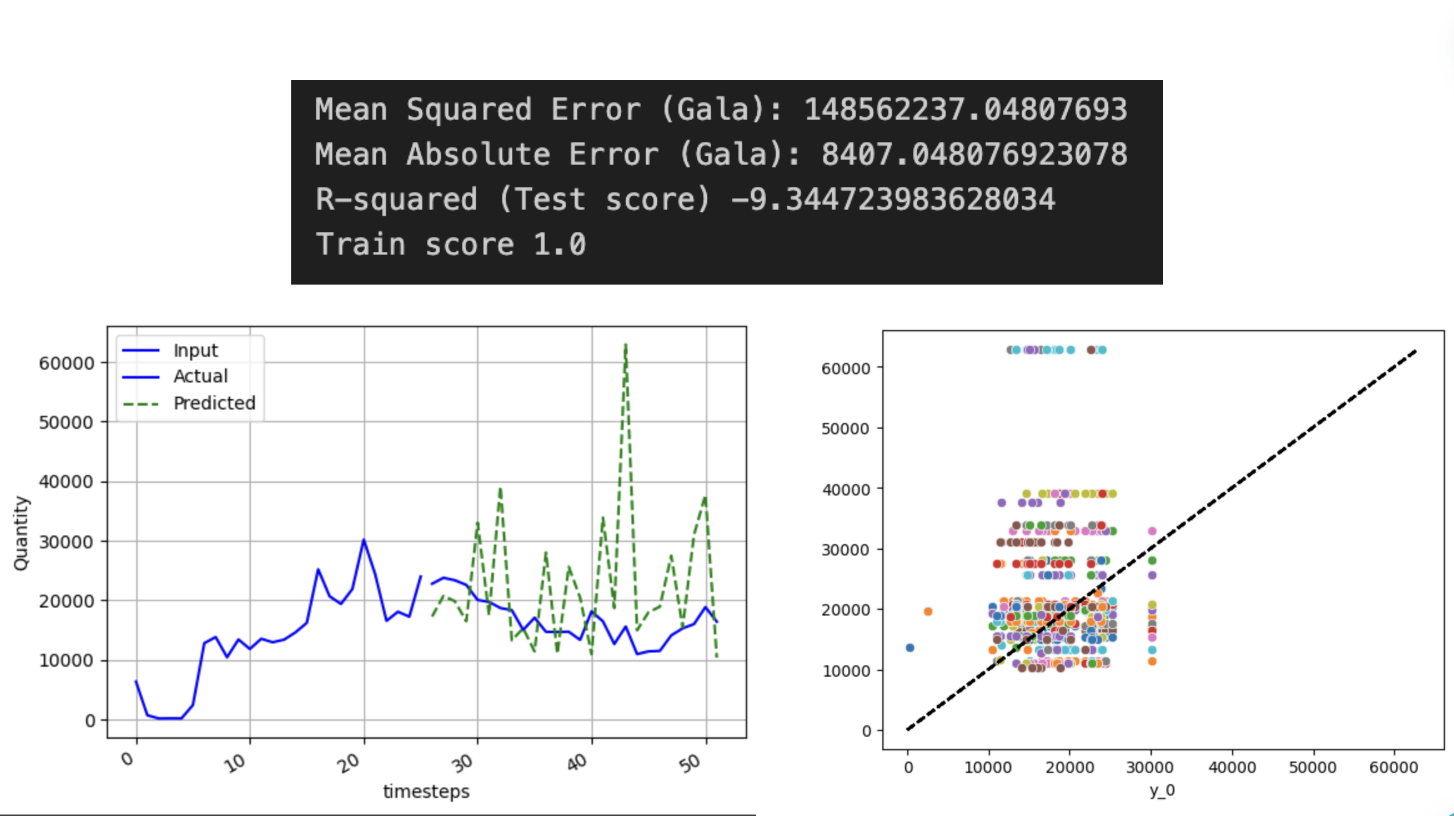 Mean Squared Error (Gala): 148562237.04807693
Mean Absolute Error (Gala): 8407.048076923078
R-squared (Test score) -9.344723983628034
Train score 1.0
Input
Actual
Predicted
60000
50000
40000
30000
20000
10000
0
Quantity
0
10
20
30
40
50
timesteps
60000
50000
40000
30000
20000
10000
0
0
10000
20000
30000
40000
50000
60000
y_0